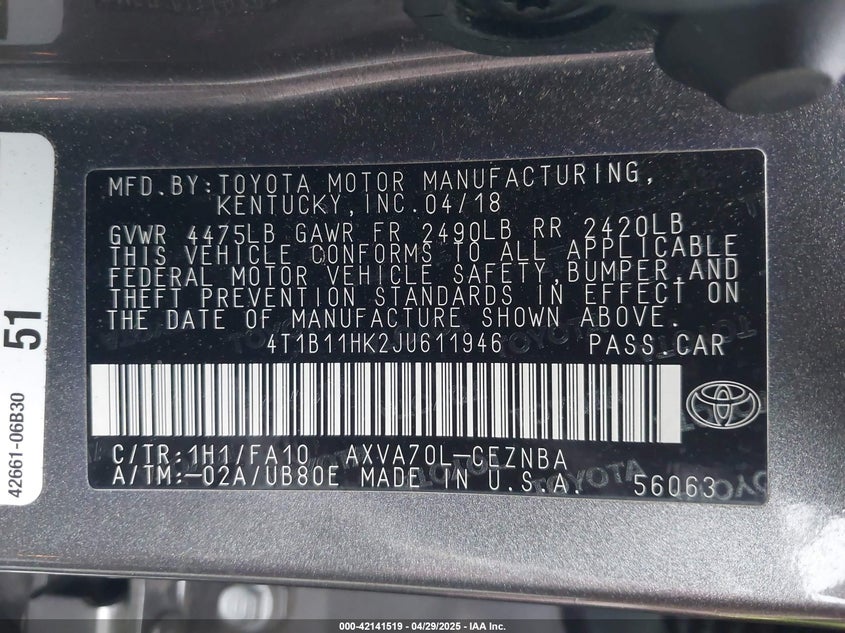 MFD.BY:TOYOTA MOTOR MANUFACTURING,
KENTUCKY,INC.04/18
GVWR 4475LB GAWR FR 2490LB RR 2420LB
THIS VEHICLE CONFORMS TO ALL APPLICABLE
FEDERAL MOTOR VEHICLE SAFETY,BUMPER,AND
THEFT PREVENTION STANDARDS IN EFFECT ON
THE DATE OF MANUFACTURE SHOWN ABOVE.
4T1B11HK2JU611946 PASS.CAR
C/TR:1H1/FA10 AXVA70L-CEZNBA
A/TM:-02A/UB80E MADE IN U.S.A. 56063
TOYOTA
42661-06B30
51
000-42141519 - 04/29/2025 - IAA Inc.